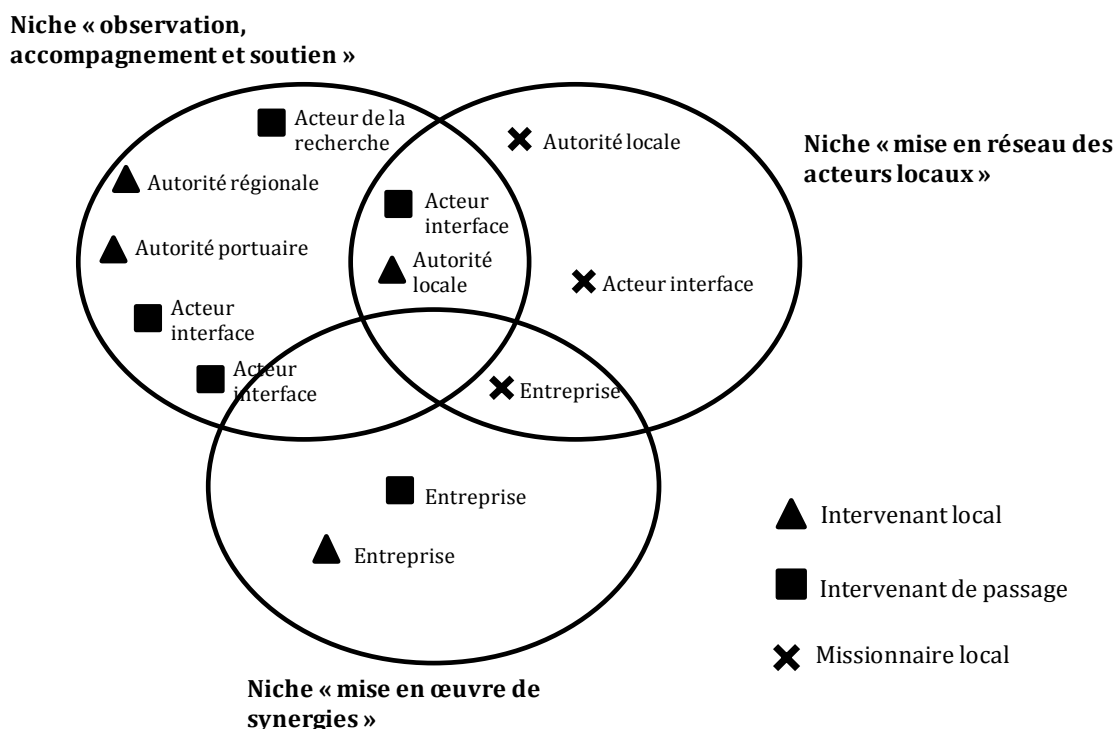 Niche « observation,
accompagnement et soutien »
Acteur de la
recherche
Autorité régionale
Autorité portuaire
Acteur
interface
Acteur
interface
Acteur
interface
Autorité
locale
Autorité locale
Niche « mise en réseau des
acteurs locaux »
Acteur interface
Entreprise
Entreprise
Entreprise
Niche « mise en œuvre de
synergies »
Intervenant local
Intervenant de passage
Missionnaire local